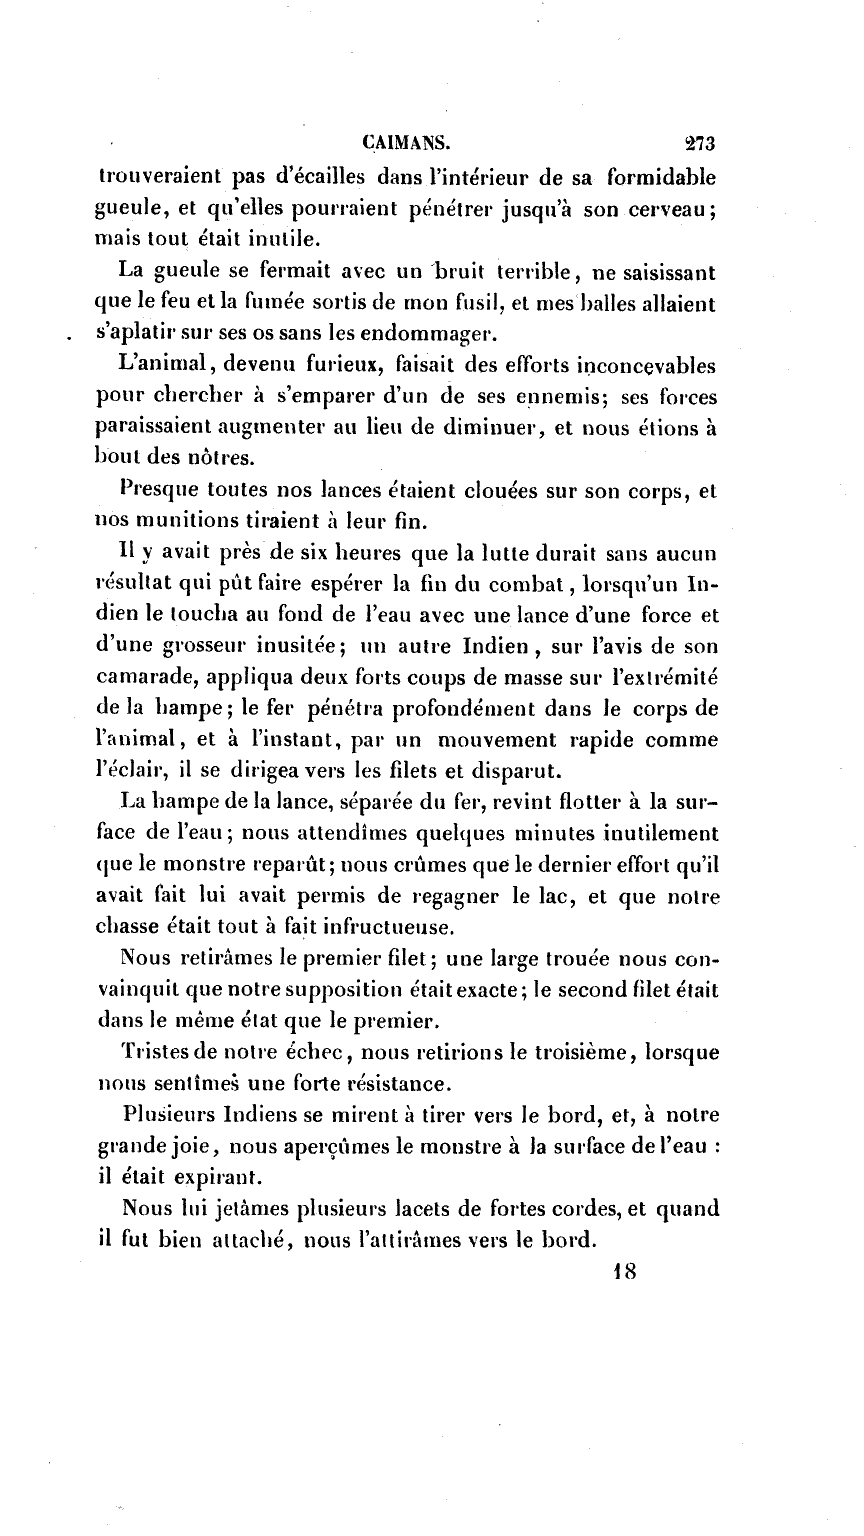 CAIMANS. 273
trouveraient pas d'écailles dans l'intérieur de sa formidable
gueule, et qu'elles pourraient pénétrer jusqu'à son cerveau;
mais tout était inutile.
La gueule se fermait avec un bruit terrible, ne saisissant
que le feu et la fumée sortis de mon fusil, et mes balles allaient
s'aplatir sur ses os sans les endommager.
L'animal, devenu furieux, faisait des efforts inconcevables
pour chercher à s'emparer d'un de ses ennemis; ses forces
paraissaient augmenter au lieu de diminuer, et nous étions à
bout des nôtres.
Presque toutes nos lances étaient clouées sur son corps, et
nos munitions tiraient à leur fin.
Il y avait près de six heures que la lutte durait sans aucun
résultat qui pût faire espérer la fin du combat, lorsqu'un In-
dien le toucha au fond de l'eau avec une lance d'une force et
d'une grosseur inusitée; un autre Indien, sur l'avis de son
camarade, appliqua deux forts coups de masse sur l'extrémité
de la hampe; le fer pénétra profondément dans le corps de
l'animal, et à l'instant, par un mouvement rapide comme
l'éclair, il se dirigea vers les filets et disparut.
La hampe de la lance, séparée du fer, revint flotter à la sur-
face de l'eau; nous attendîmes quelques minutes inutilement
que le monstre reparût; nous crûmes que le dernier effort qu'il
avait fait lui avait permis de regagner le lac, et que notre
chasse était tout à fait infructueuse.
Nous retirâmes le premier filet; une large trouée nous con-
vainquit que notre supposition était exacte; le second filet était
dans le même état que le premier.
Tristes de notre échec, nous retirions le troisième, lorsque
nous sentîmes une forte résistance.
Plusieurs Indiens se mirent à tirer vers le bord, et, à notre
grande joie, nous aperçûmes le monstre à la surface de l'eau :
il était expirant.
Nous lui jetâmes plusieurs lacets de fortes cordes, et quand
il fut bien attaché, nous l'attirâmes vers le bord.
18